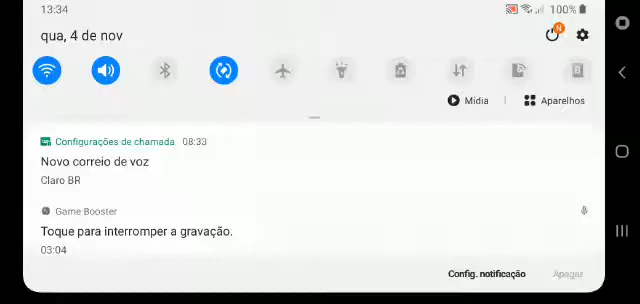 13:34
100%
qua, 4 de nov
N
Mídia
Aparelhos
Configurações de chamada 08:33
Novo correio de voz
Claro BR
Game Booster
Toque para interromper a gravação.
03:04
Config. notificação
Apagar